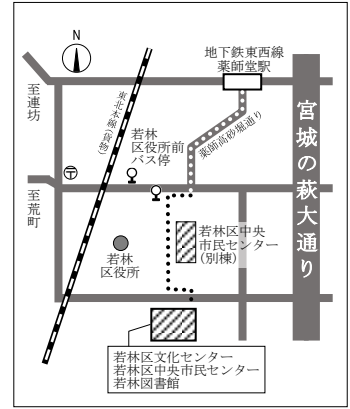 N
地下鉄東西線
薬師堂駅
至連坊
東北本線(貨物)
若林
区役所前
バス停
薬師高砂堀通り
宮城の萩大通り
〒
至荒町
若林
区役所
若林区中央
市民センター
(別棟)
若林区文化センター
若林区中央市民センター
若林図書館